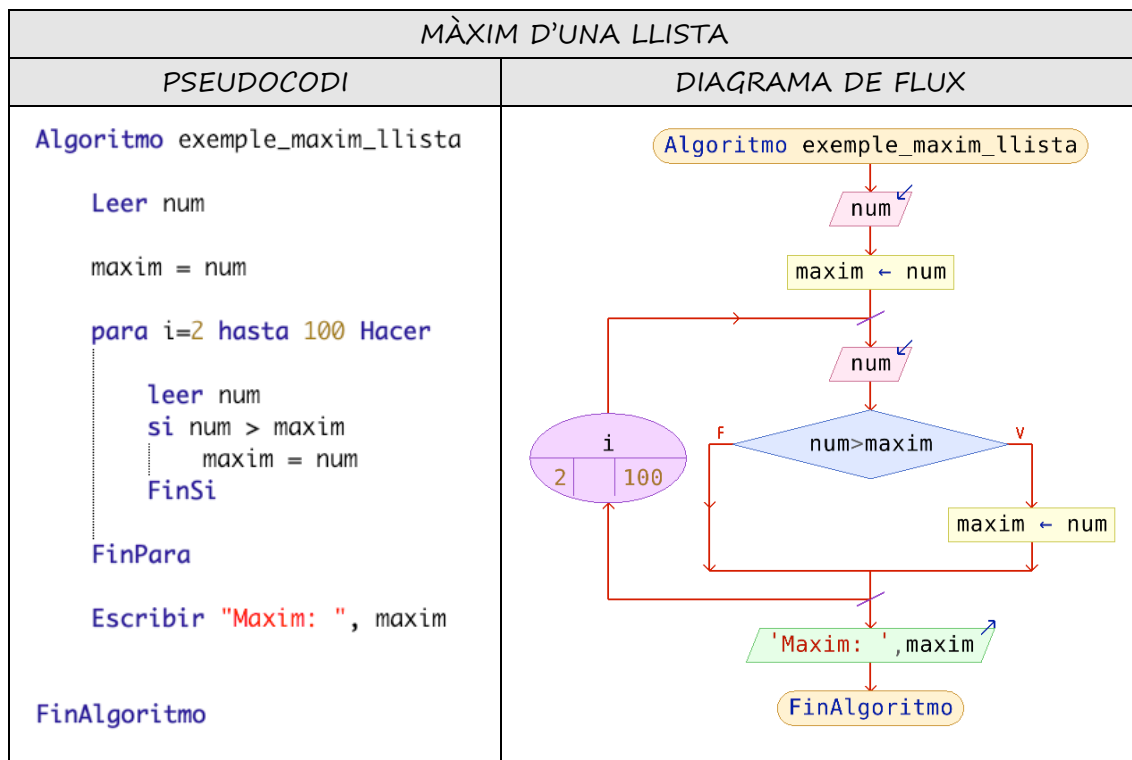 MÀXIM D'UNA LLISTA
PSEUDOCODI
DIAGRAMA DE FLUX
Algoritmo exemple_maxim_llista
Leer num
maxim = num
para i=2 hasta 100 Hacer
leer num
si num > maxim
maxim = num
FinSi
FinPara
Escribir "Maxim: ", maxim
FinAlgoritmo
Algoritmo exemple_maxim_llista
num
maxim ← num
num
num>maxim
F
V
i
2
100
maxim ← num
'Maxim: ',maxim
FinAlgoritmo